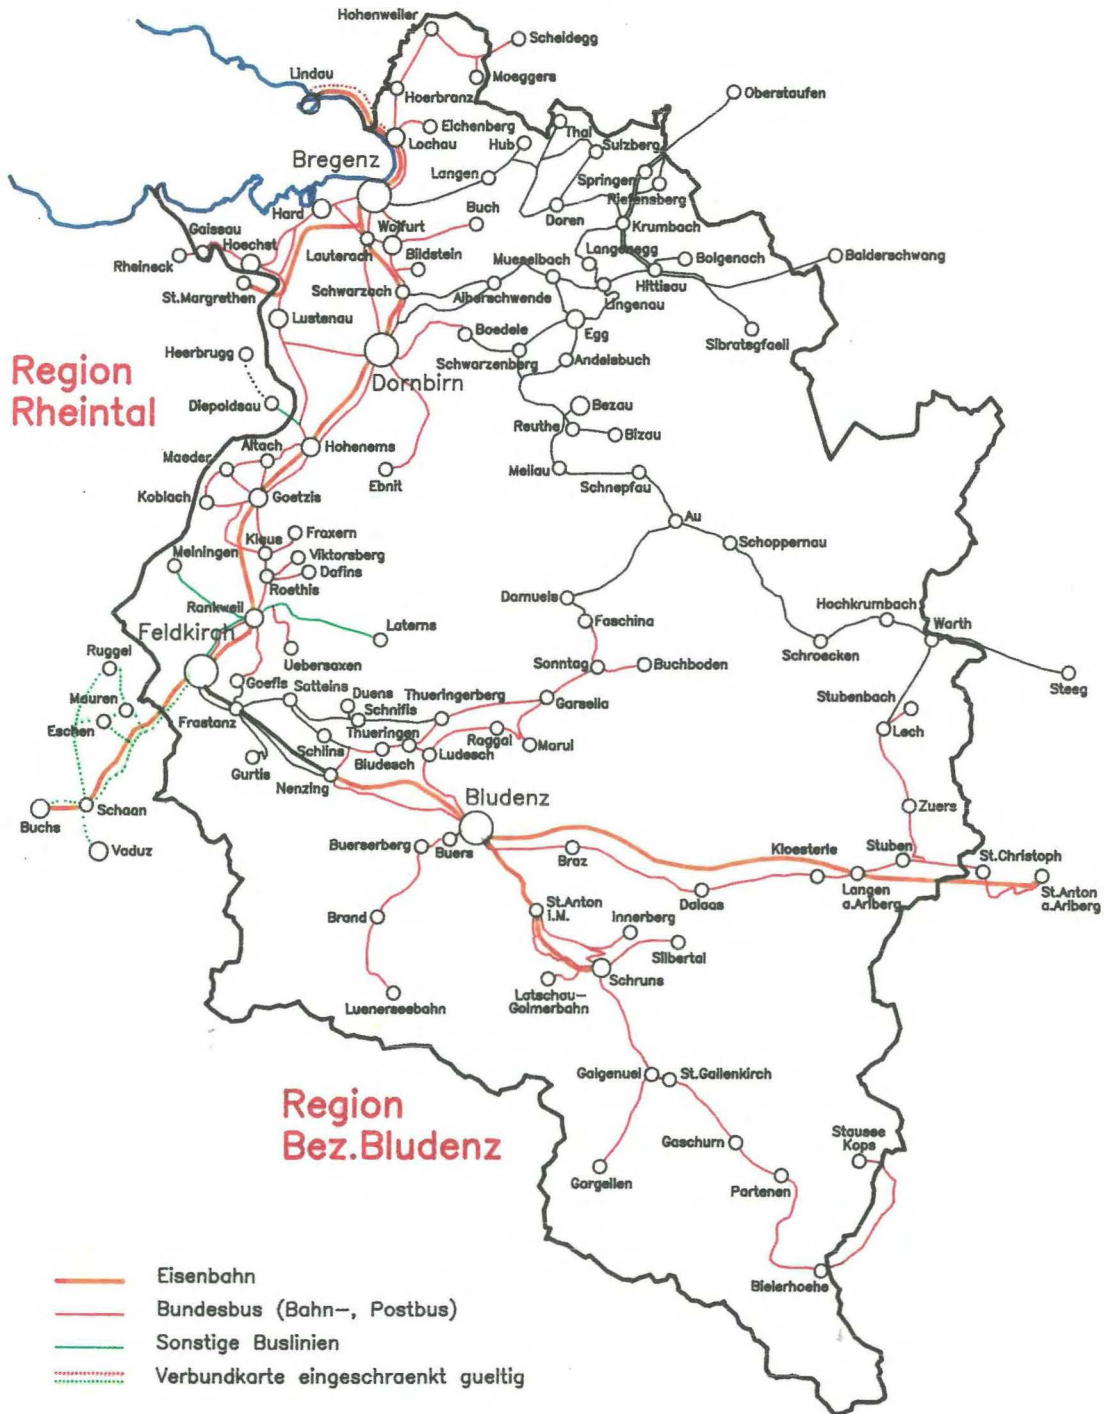 Hohenweiler
Scheidegg
Lindau
Moeggers
Hoerbranz
Oberstaufen
Eichenberg
Thal
Lochau
Hub
Sulzberg
Bregenz
Langen
Springen
Riefensberg
Hard
Buch
Doren
Krumbach
Gaissau
Wolfurt
Hoechst
Bildstein
Langenegg
Rheineck
Lauterach
Mueselbach
Bolgenach
Balderschwang
St.Margrethen
Schwarzach
Alberschwende
Hittisau
Lingenau
Lustenau
Boedele
Egg
Sibratsgfaell
Heerbrugg
Schwarzenberg
Andelsbuch
Region
Rheintal
Dornbirn
Diepoldsau
Bezau
Reuthe
Bizau
Altach
Hohenems
Maeder
Mellau
Ebnit
Schnepfau
Koblach
Goetzis
Au
Klaus
Fraxern
Schoppernau
Meiningen
Viktorsberg
Dafins
Roethis
Damuels
Hochkrumbach
Rankweil
Faschina
Warth
Feldkirch
Laterns
Ruggel
Uebersaxen
Schroecken
Sonntag
Buchboden
Steeg
Goefis
Satteins
Duens
Thueringerberg
Stubenbach
Mauren
Schnifis
Garsella
Eschen
Frastanz
Thueringen
Raggal
Lech
Schlins
Bludesch
Ludesch
Marul
Gurtis
Nenzing
Bludenz
Buchs
Schaan
Zuers
Buerserberg
Buers
Vaduz
Braz
Kloesterle
Stuben
St.Christoph
Dalaas
Langen
a.Arlberg
St.Anton
a.Arlberg
Brand
St.Anton
i.M.
Innerberg
Silbertal
Schruns
Luenerseebahn
Latschau-
Golmerbahn
Galgenuel
St.Gallenkirch
Region
Bez.Bludenz
Gaschurn
Stausee
Kops
Gargellen
Partenen
Bielerhoehe
Eisenbahn
Bundesbus (Bahn-, Postbus)
Sonstige Buslinien
Verbundkarte eingeschraenkt gueltig